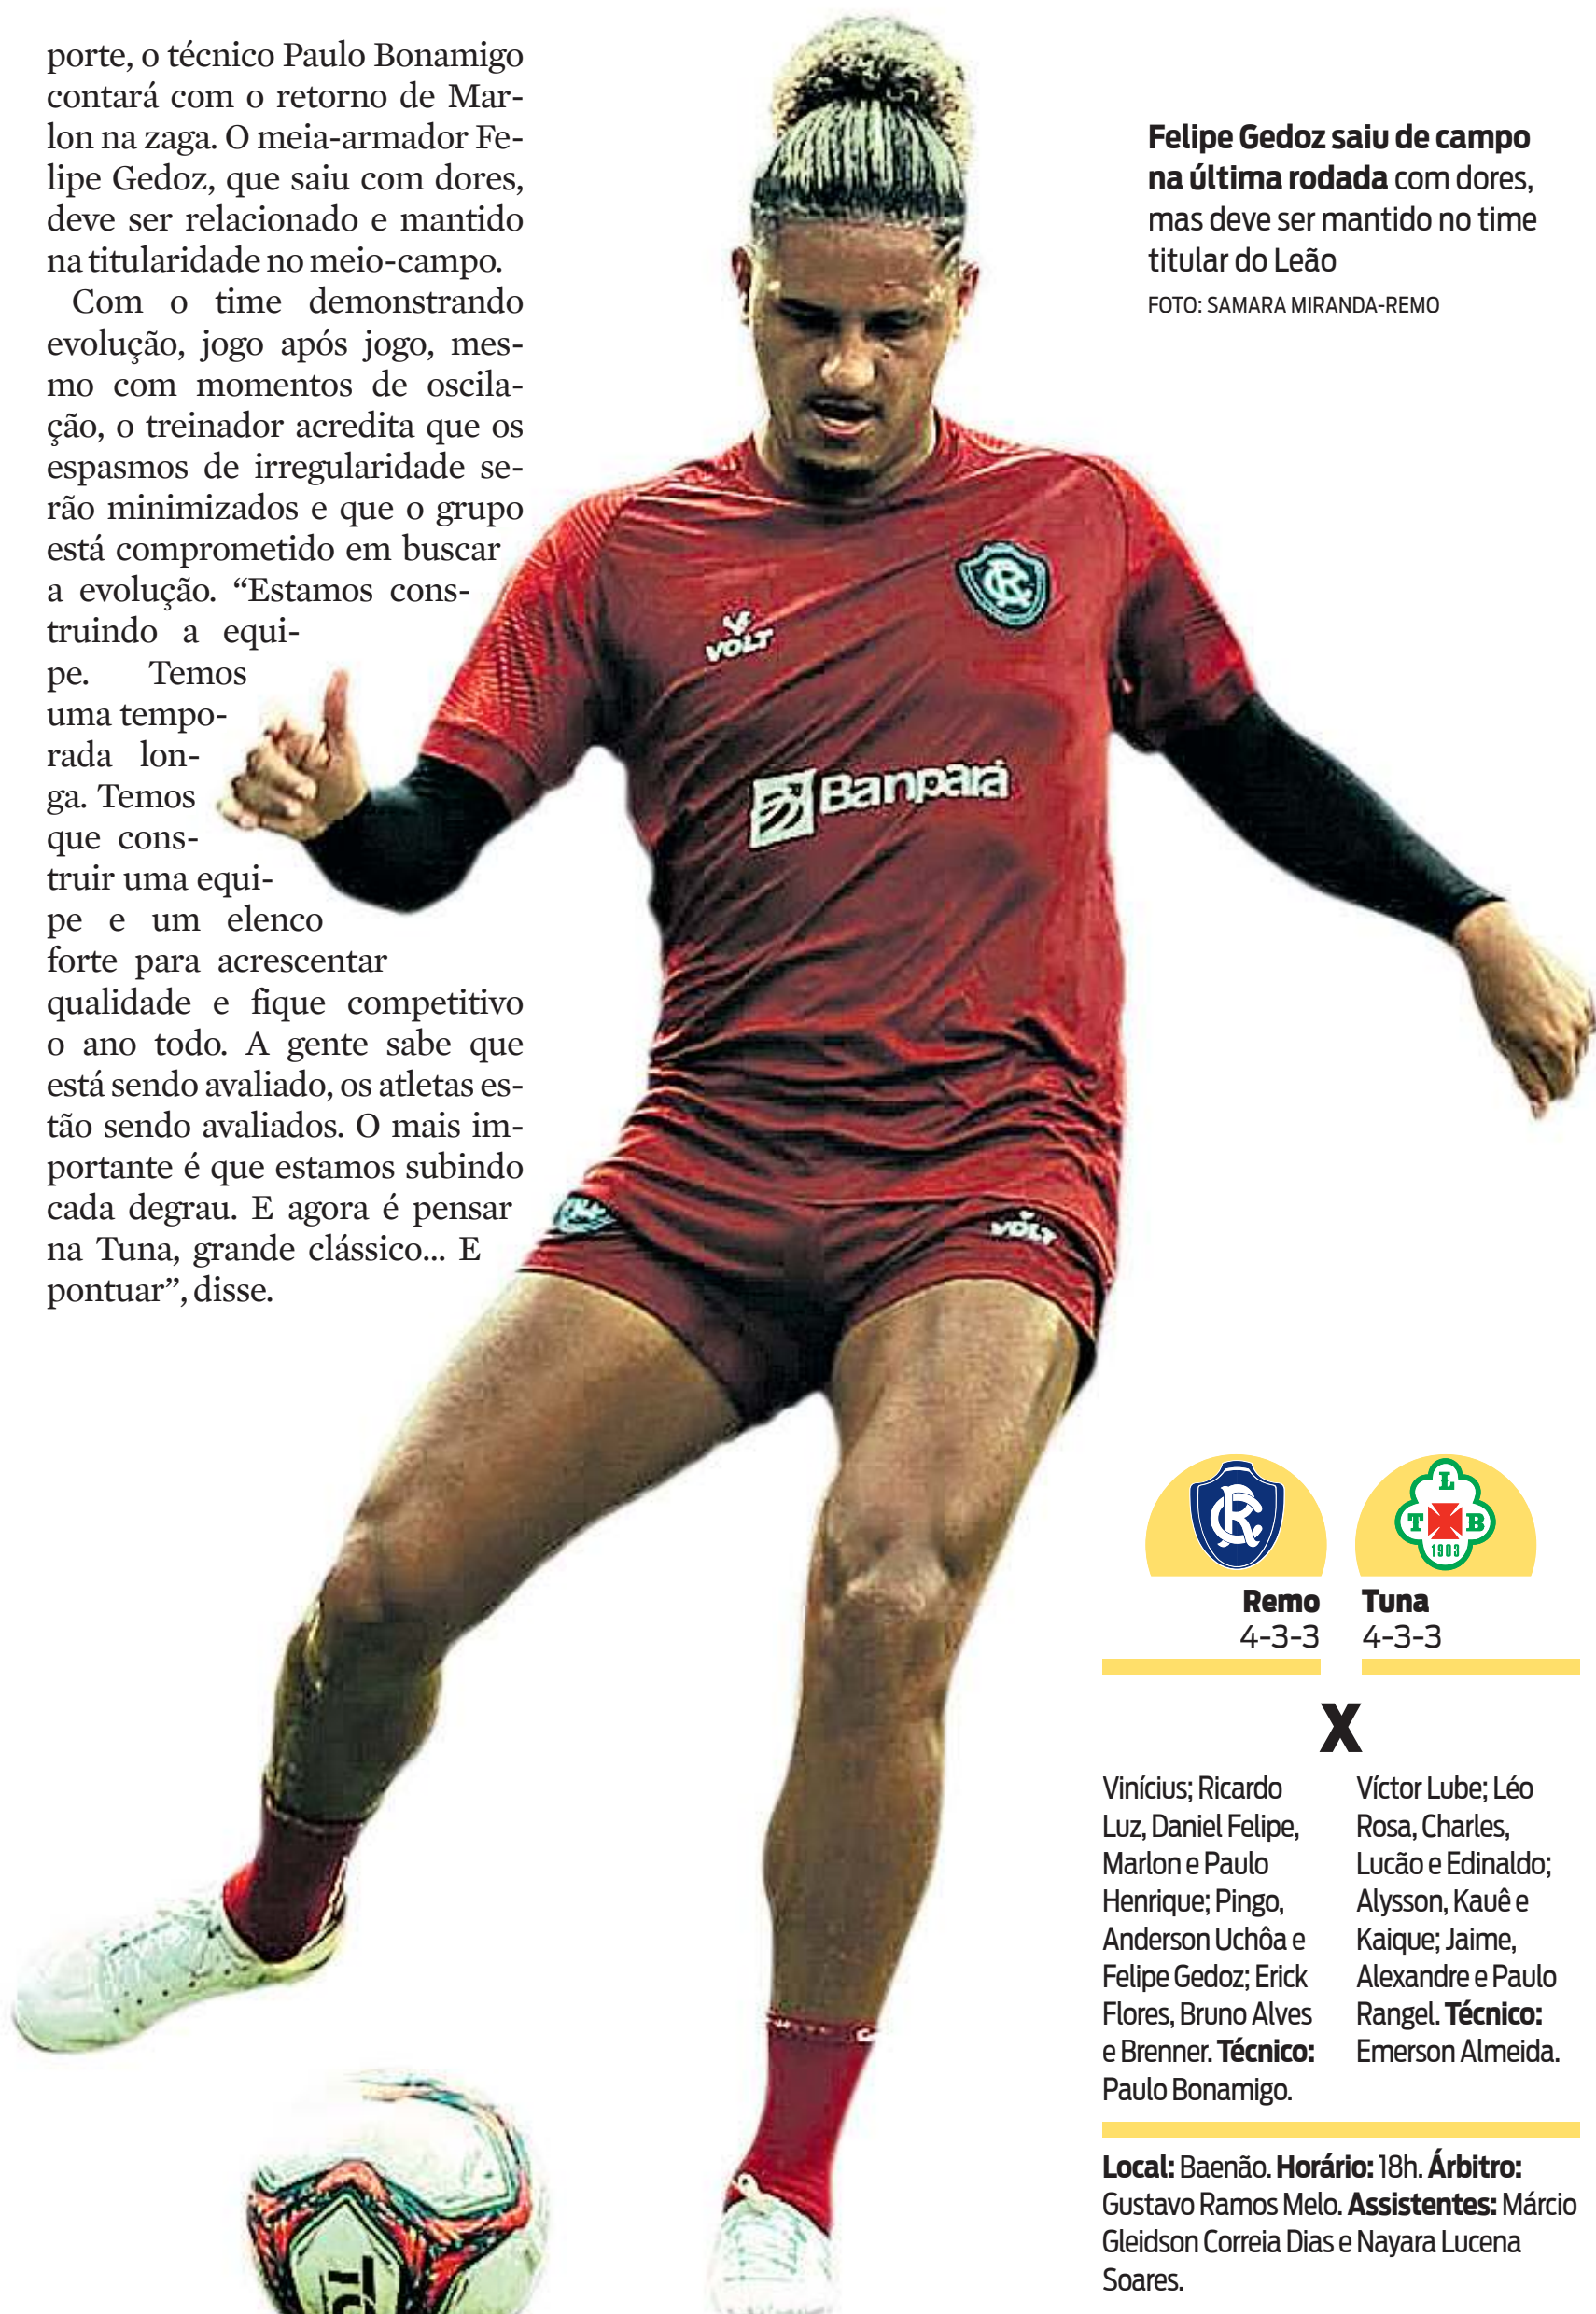 porte, o técnico Paulo Bonamigo
contará com o retorno de Mar-
lon na zaga. O meia-armador Fe-
lipe Gedoz, que saiu com dores,
deve ser relacionado e mantido
na titularidade no meio-campo.
Com o time demonstrando
evolução, jogo após jogo, mes-
mo com momentos de oscila-
ção, o treinador acredita que os
espasmos de irregularidade se-
rão minimizados e que o grupo
está comprometido em buscar
a evolução. “Estamos cons-
truindo a equi-
pe. Temos
uma tempo-
rada lon-
ga. Temos
que cons-
truir uma equi-
pe e um elenco
forte para acrescentar
qualidade e fique competitivo
o ano todo. A gente sabe que
está sendo avaliado, os atletas es-
tão sendo avaliados. O mais im-
portante é que estamos subindo
cada degrau. E agora é pensar
na Tuna, grande clássico... E
pontuar”, disse.
Felipe Gedoz saiu de campo
na última rodada com dores,
mas deve ser mantido no time
titular do Leão
FOTO: SAMARA MIRANDA-REMO
VOLT
Banpará
VOLT
L
T B
1903
Remo
4-3-3
Tuna
4-3-3
X
Vinícius; Ricardo
Luz, Daniel Felipe,
Marlon e Paulo
Henrique; Pingo,
Anderson Uchôa e
Felipe Gedoz; Erick
Flores, Bruno Alves
e Brenner. Técnico:
Paulo Bonamigo.
Víctor Lube; Léo
Rosa, Charles,
Lucão e Edinaldo;
Alysson, Kauê e
Kaique; Jaime,
Alexandre e Paulo
Rangel. Técnico:
Emerson Almeida.
Local: Baenão. Horário: 18h. Árbitro:
Gustavo Ramos Melo. Assistentes: Márcio
Gleidson Correia Dias e Nayara Lucena
Soares.